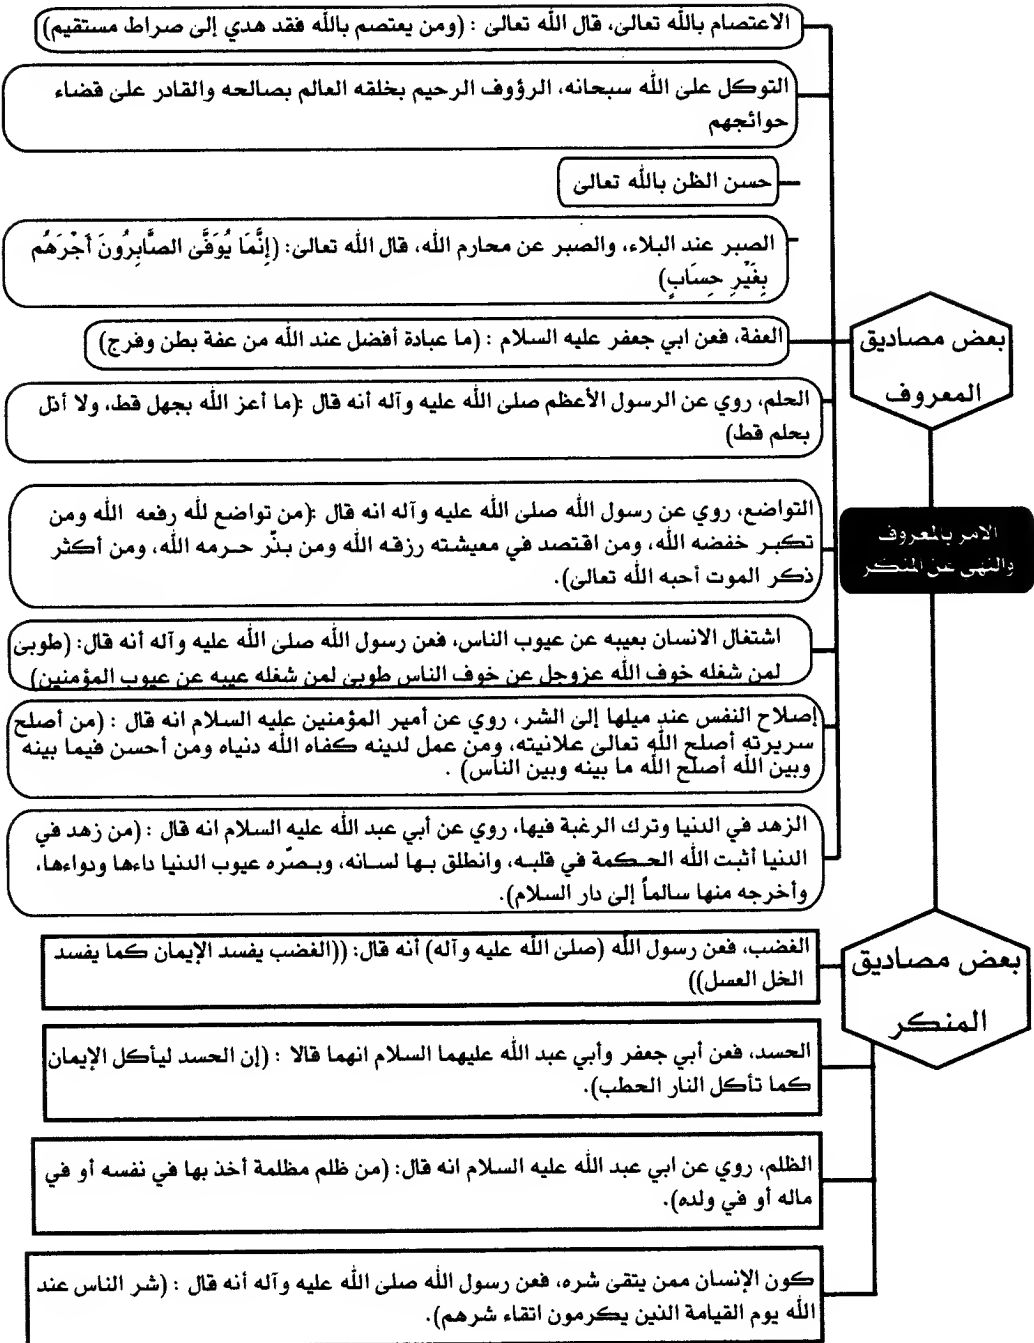 الاعتصام بالله تعالى، قال الله تعالى : (ومن يعتصم بالله فقد هدي إلى صراط مستقيم)
التوكل على الله سبحانه، الرؤوف الرحيم بخلقه العالم بصالحه والقادر على قضاء
حوائجهم
حسن الظن بالله تعالى
الصبر عند البلاء، والصبر عن محارم الله، قال الله تعالى: (إِنَّمَا يُوَفَّى الصَّابِرُونَ أَجْرَهُم
بِغَيْرِ حِسَابٍ)
بعض مصاديق
المعروف
العفة، فعن ابي جعفر عليه السلام : (ما عبادة أفضل عند الله من عفة بطن وفرج)
الحلم، روي عن الرسول الأعظم صلى الله عليه وآله أنه قال :(ما أعز الله بجهل قط، ولا أذل
بحلم قط)
الامر بالمعروف
والنهي عن المنكر
التواضع، روي عن رسول الله صلى الله عليه وآله انه قال :(من تواضع لله رفعه الله ومن
تكبر خفضه الله، ومن اقتصد في معيشته رزقه الله ومن بذّر حرمه الله، ومن أكثر
ذكر الموت أحبه الله تعالى).
اشتغال الانسان بعيبه عن عيوب الناس، فعن رسول الله صلى الله عليه وآله أنه قال: (طوبى
لمن شغله خوف الله عزوجل عن خوف الناس طوبى لمن شغله عيبه عن عيوب المؤمنين)
إصلاح النفس عند ميلها إلى الشر، روي عن أمير المؤمنين عليه السلام انه قال : (من أصلح
سريرته أصلح الله تعالى علانيته، ومن عمل لدينه كفاه الله دنياه ومن أحسن فيما بينه
وبين الله أصلح الله ما بينه وبين الناس) .
الزهد في الدنيا وترك الرغبة فيها، روي عن أبي عبد الله عليه السلام انه قال : (من زهد في
الدنيا أثبت الله الحكمة في قلبه، وانطلق بها لسانه، وبصّره عيوب الدنيا داءها ودواءها،
وأخرجه منها سالماً إلى دار السلام).
بعض مصاديق
المنكر
الغضب، فعن رسول الله (صلى الله عليه وآله) أنه قال: ((الغضب يفسد الإيمان كما يفسد
الخل العسل))
الحسد، فعن أبي جعفر وأبي عبد الله عليهما السلام انهما قالا : (إن الحسد ليأكل الإيمان
كما تأكل النار الحطب).
الظلم، روي عن ابي عبد الله عليه السلام انه قال: (من ظلم مظلمة أخذ بها في نفسه أو في
ماله أو في ولده).
كون الإنسان ممن يتقى شره، فعن رسول الله صلى الله عليه وآله أنه قال : (شر الناس عند
الله يوم القيامة الذين يكرمون اتقاء شرهم).